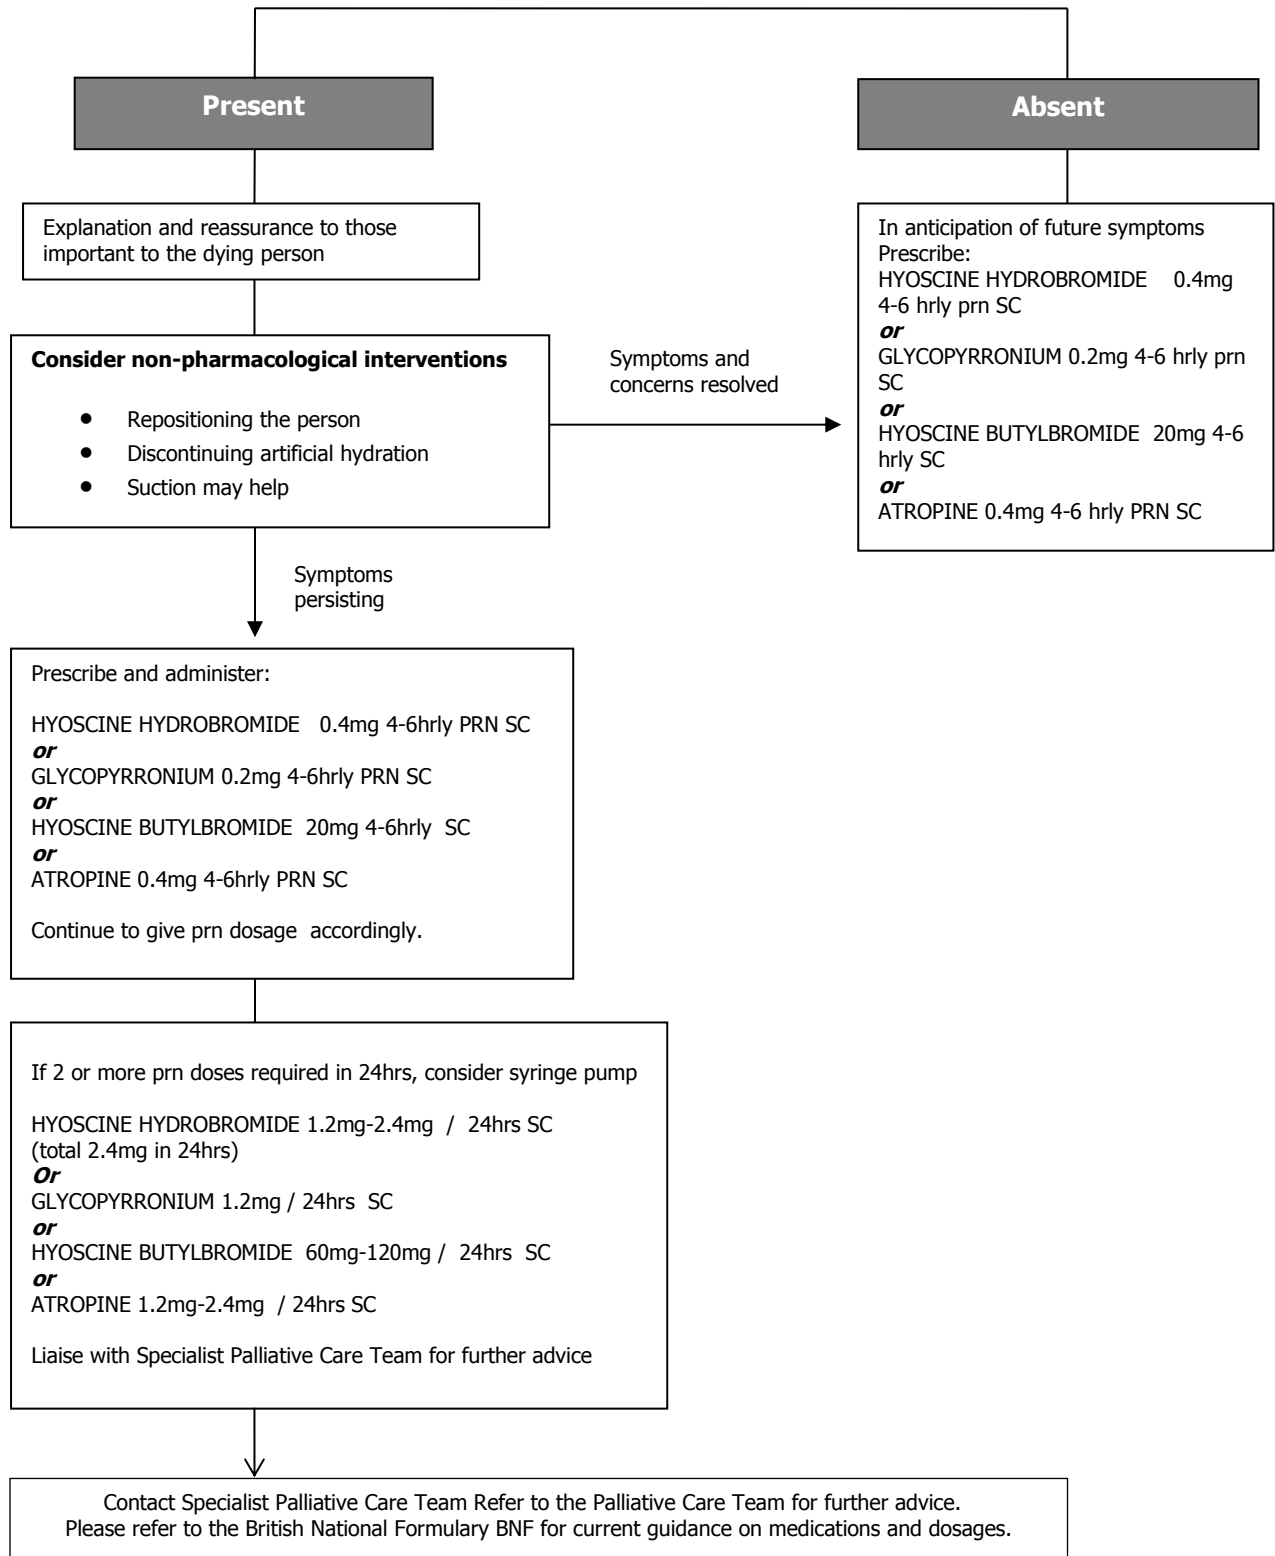 Present
Explanation and reassurance to those
important to the dying person
Consider non-pharmacological interventions
● Repositioning the person
● Discontinuing artificial hydration
● Suction may help
Symptoms and
concerns resolved
Absent
In anticipation of future symptoms
Prescribe:
HYOSCINE HYDROBROMIDE 0.4mg
4-6 hrly prn SC
or
GLYCOPYRRONIUM 0.2mg 4-6 hrly prn
SC
or
HYOSCINE BUTYLBROMIDE 20mg 4-6
hrly SC
or
ATROPINE 0.4mg 4-6 hrly PRN SC
Symptoms
persisting
Prescribe and administer:
HYOSCINE HYDROBROMIDE 0.4mg 4-6hrly PRN SC
or
GLYCOPYRRONIUM 0.2mg 4-6hrly PRN SC
or
HYOSCINE BUTYLBROMIDE 20mg 4-6hrly SC
or
ATROPINE 0.4mg 4-6hrly PRN SC
Continue to give prn dosage accordingly.
If 2 or more prn doses required in 24hrs, consider syringe pump
HYOSCINE HYDROBROMIDE 1.2mg-2.4mg / 24hrs SC
(total 2.4mg in 24hrs)
Or
GLYCOPYRRONIUM 1.2mg / 24hrs SC
or
HYOSCINE BUTYLBROMIDE 60mg-120mg / 24hrs SC
or
ATROPINE 1.2mg-2.4mg / 24hrs SC
Liaise with Specialist Palliative Care Team for further advice
Contact Specialist Palliative Care Team Refer to the Palliative Care Team for further advice.
Please refer to the British National Formulary BNF for current guidance on medications and dosages.